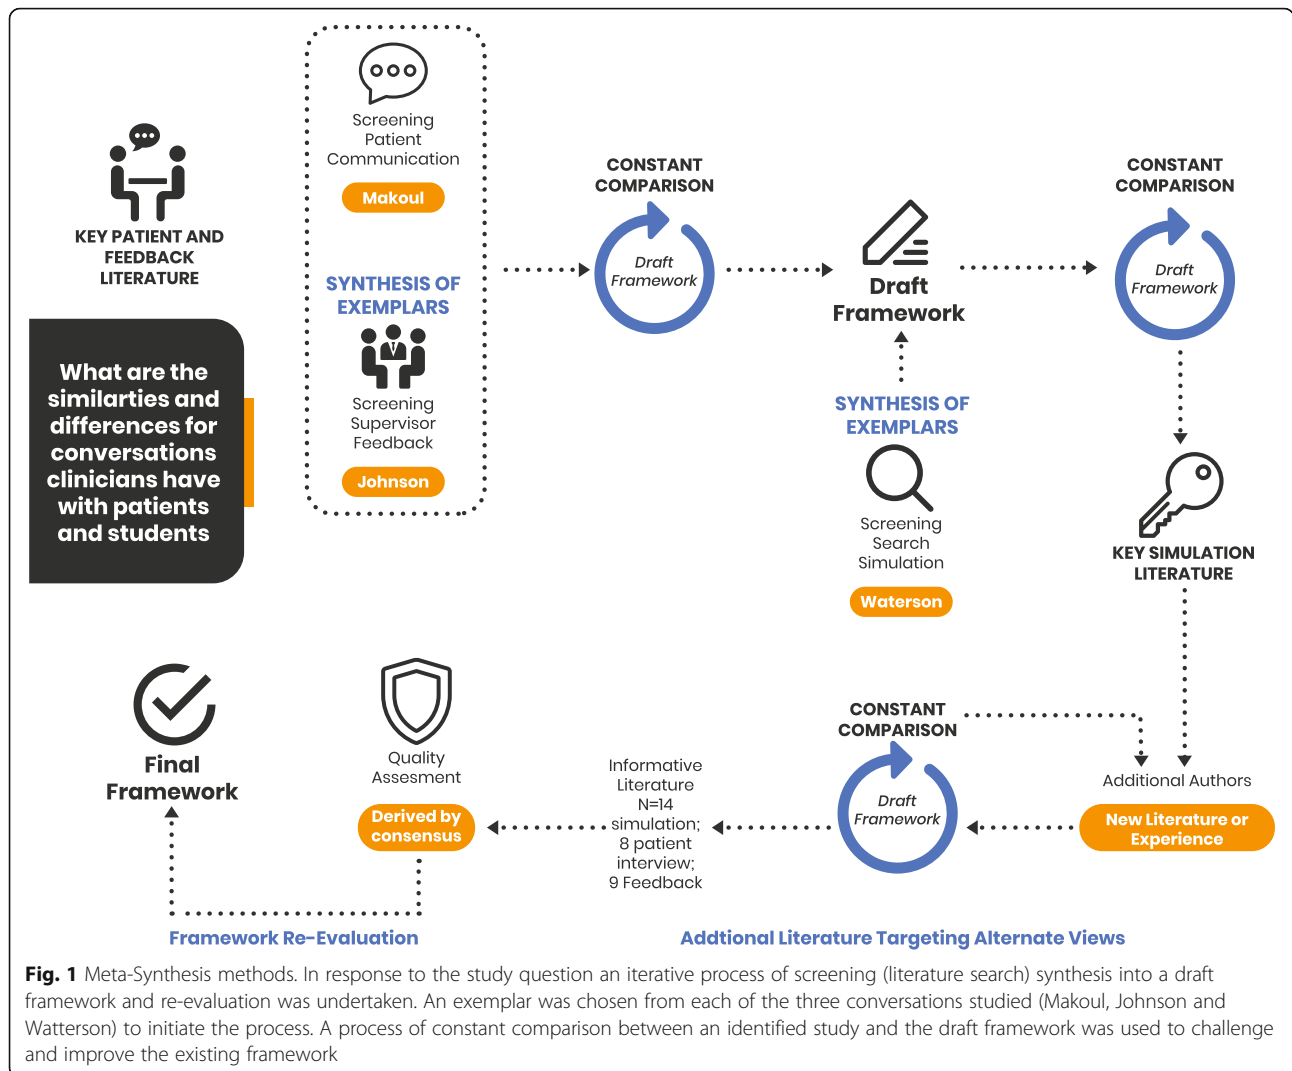 KEY PATIENT AND
FEEDBACK
LITERATURE
What are the
similarties and
differences for
conversations
clinicians have
with patients
and students
Screening
Patient
Communication
Makoul
SYNTHESIS OF
EXEMPLARS
Screening
Supervisor
Feedback
Johnson
CONSTANT
COMPARISON
Draft
Framework
Draft
Framework
SYNTHESIS OF
EXEMPLARS
Screening
Search
Simulation
Waterson
CONSTANT
COMPARISON
Draft
Framework
KEY SIMULATION
LITERATURE
Additional Authors
New Literature or
Experience
CONSTANT
COMPARISON
Draft
Framework
Informative
Literature
N=14
simulation;
8 patient
interview;
9 Feedback
Quality
Assesment
Derived by
consensus
Final
Framework
Framework Re-Evaluation
Addtional Literature Targeting Alternate Views
Fig. 1 Meta-Synthesis methods. In response to the study question an iterative process of screening (literature search) synthesis into a draft
framework and re-evaluation was undertaken. An exemplar was chosen from each of the three conversations studied (Makoul, Johnson and
Watterson) to initiate the process. A process of constant comparison between an identified study and the draft framework was used to challenge
and improve the existing framework